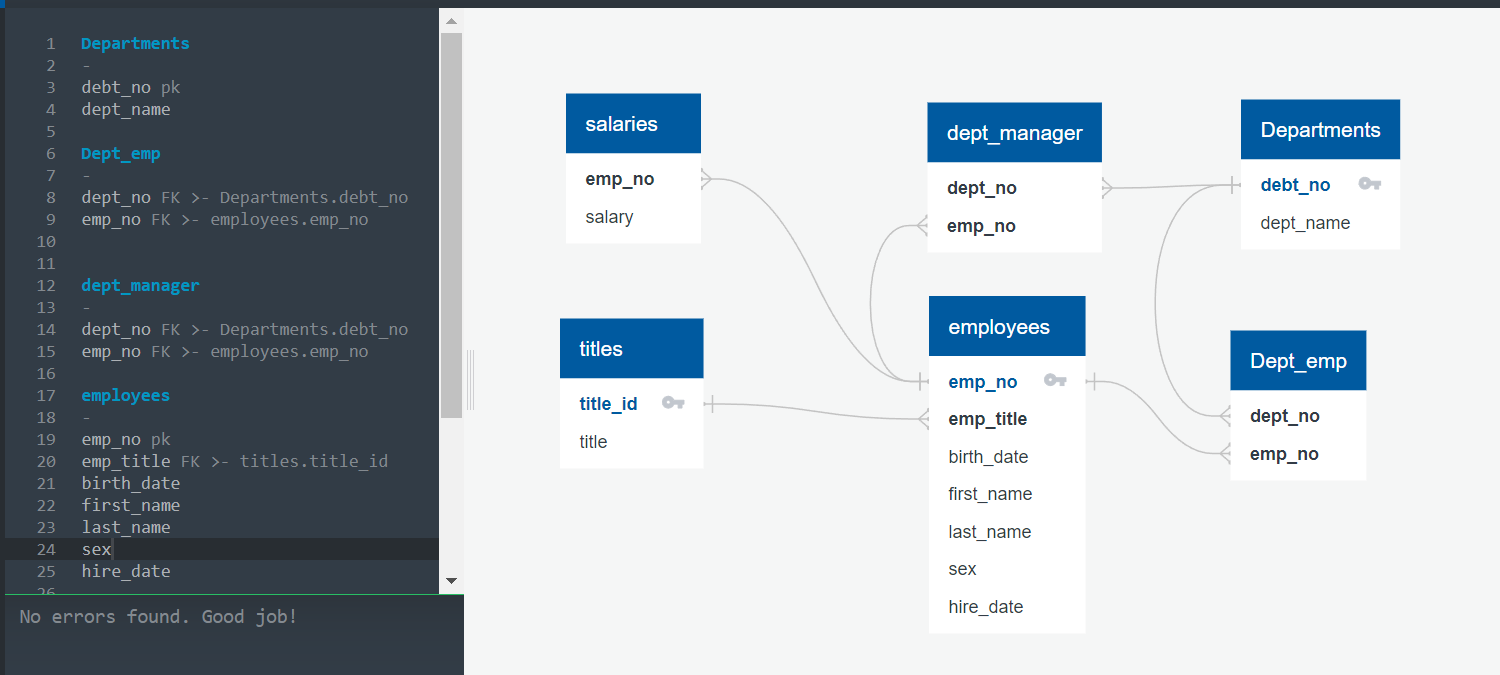 1 Departments
2 -
3 debt_no pk
4 dept_name
5
6 Dept_emp
7 -
8 dept_no FK >- Departments.debt_no
9 emp_no FK >- employees.emp_no
10
11
12 dept_manager
13 -
14 dept_no FK >- Departments.debt_no
15 emp_no FK >- employees.emp_no
16
17 employees
18 -
19 emp_no pk
20 emp_title FK >- titles.title_id
21 birth_date
22 first_name
23 last_name
24 sex
25 hire_date
26
No errors found. Good job!
salaries
emp_no
salary
dept_manager
dept_no
emp_no
Departments
debt_no
dept_name
titles
title_id
title
employees
emp_no
emp_title
birth_date
first_name
last_name
sex
hire_date
Dept_emp
dept_no
emp_no